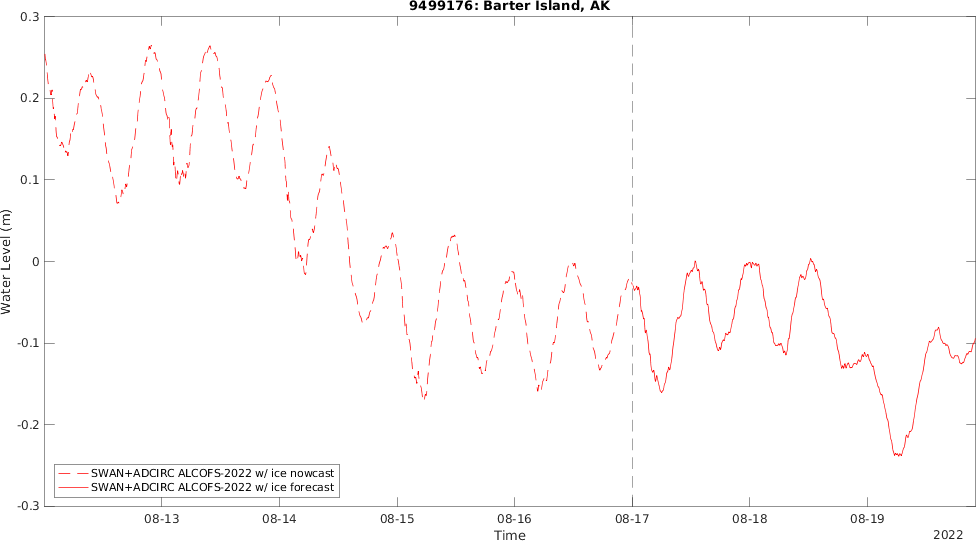 9499176: Barter Island, AK
0.3
0.2
0.1
0
-0.1
-0.2
-0.3
Water Level (m)
SWAN+ADCIRC ALCOFS-2022 w/ ice nowcast
SWAN+ADCIRC ALCOFS-2022 w/ ice forecast
08-13 08-14 08-15 08-16 08-17 08-18 08-19
Time
2022